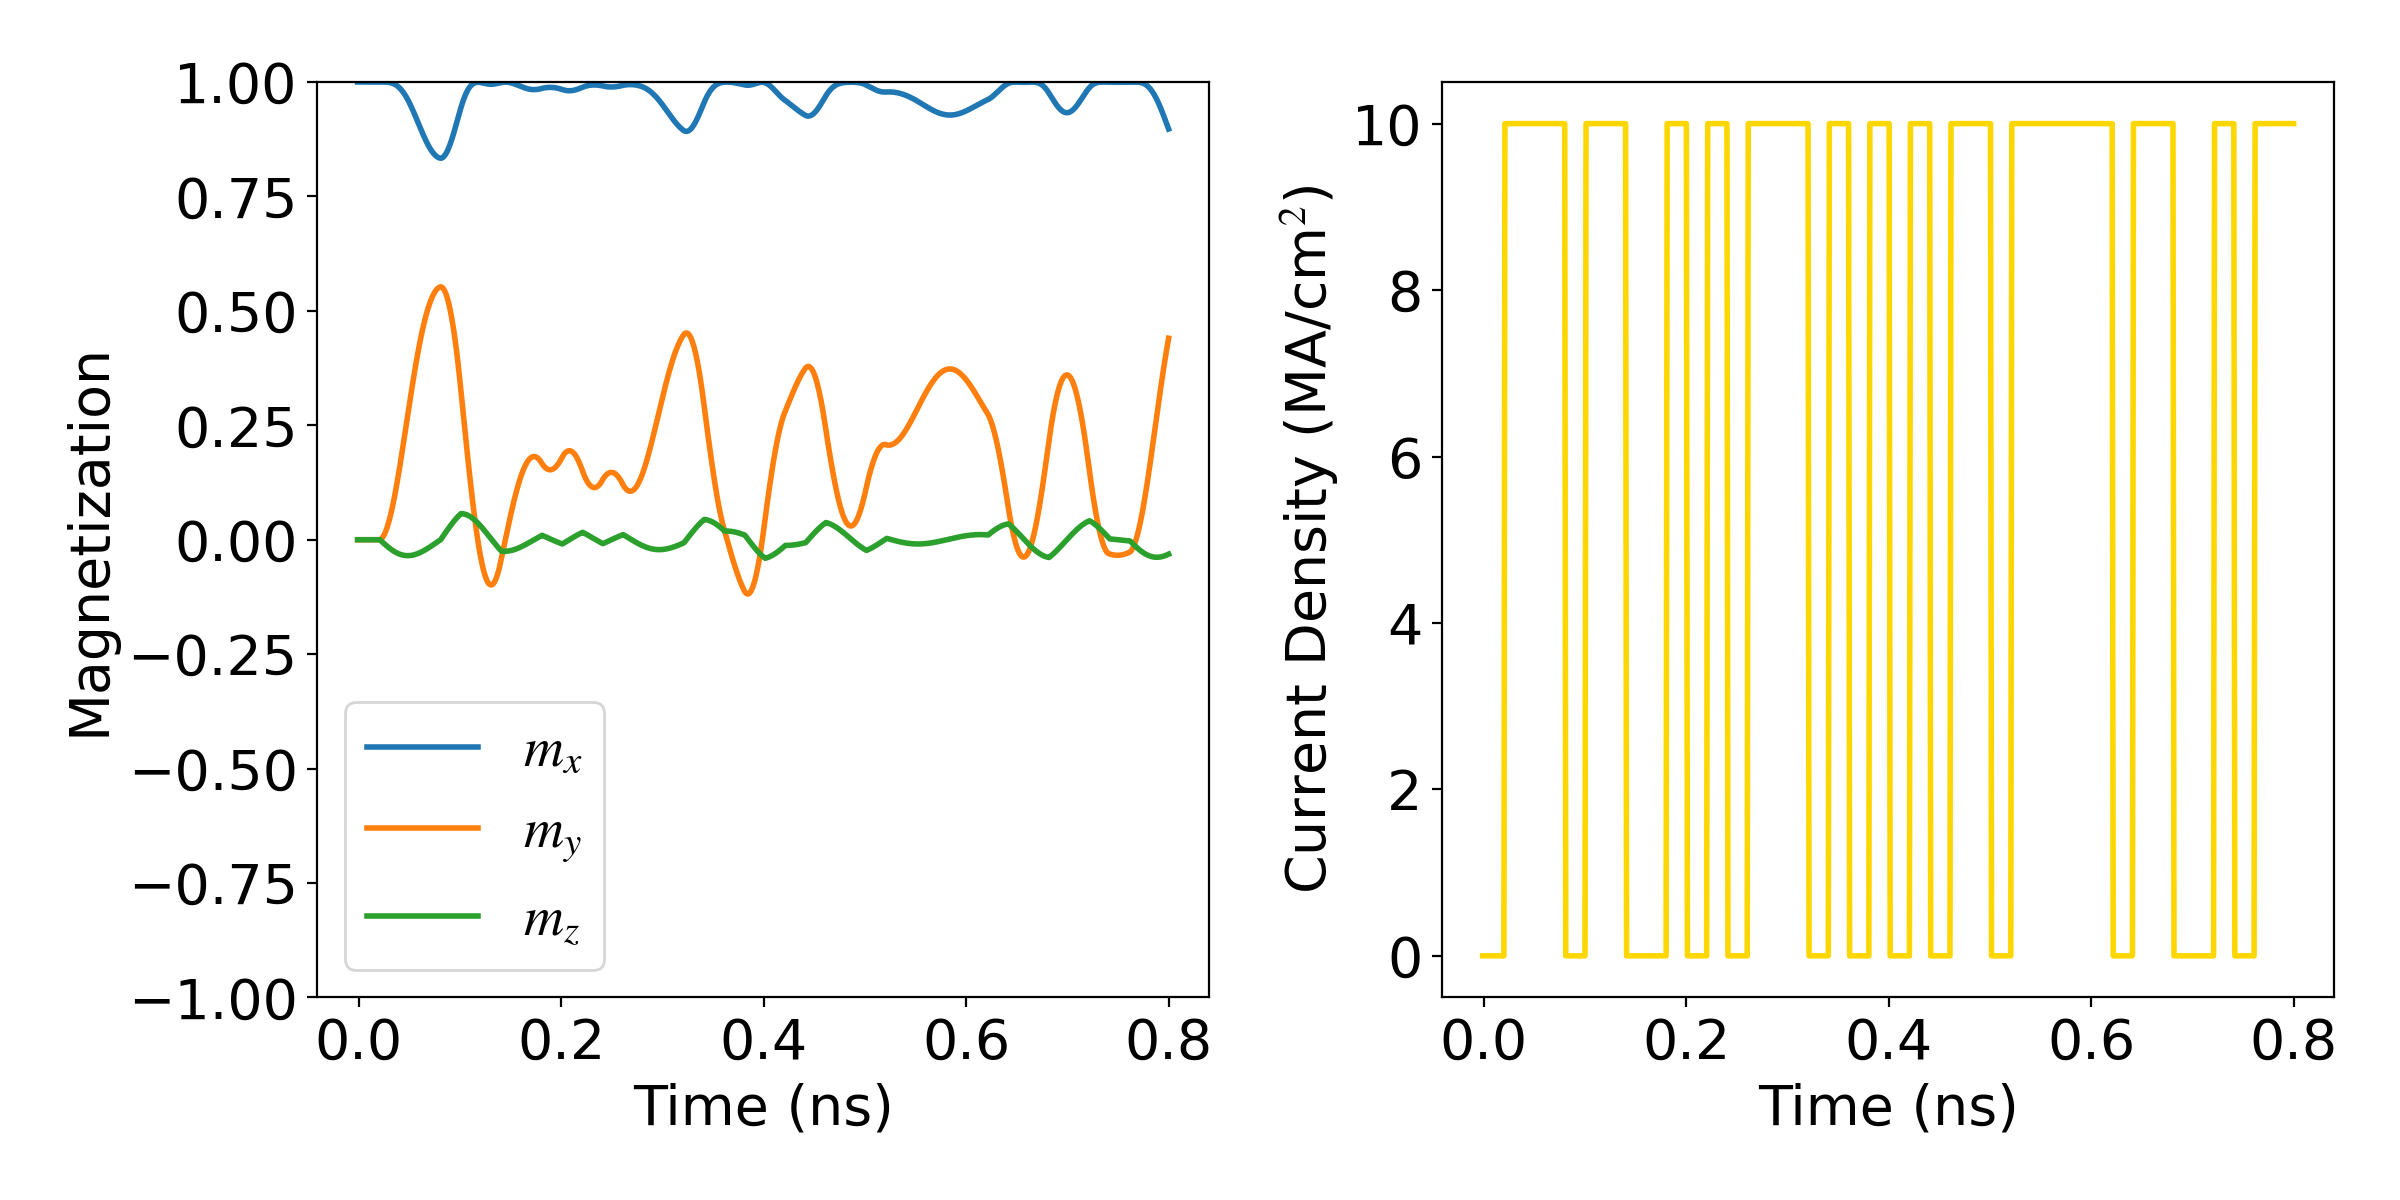 1.00
0.75
0.50
0.25
0.00
−0.25
−0.50
−0.75
−1.00
Magnetization
m_x
m_y
m_z
0.0 0.2 0.4 0.6 0.8
Time (ns)
10
8
6
4
2
0
Current Density (MA/cm²)
0.0 0.2 0.4 0.6 0.8
Time (ns)